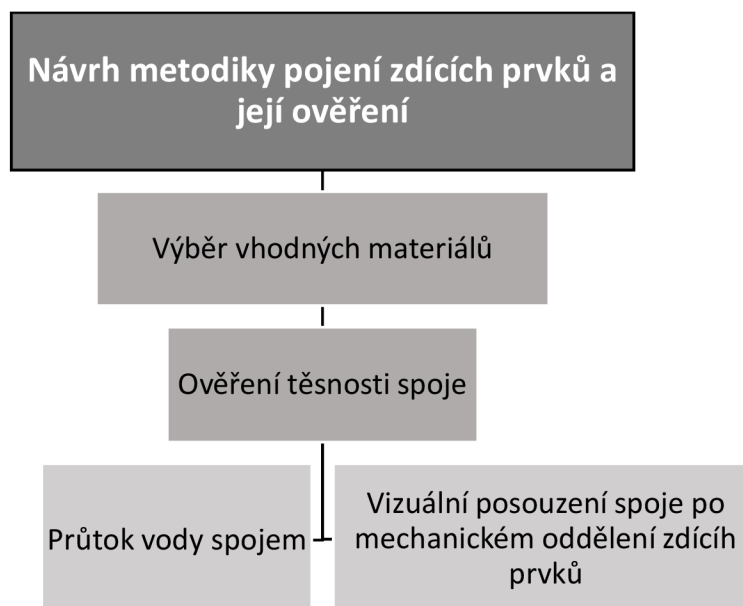 Návrh metodiky pojení zdících prvků a
její ověření
Výběr vhodných materiálů
Ověření těsnosti spoje
Průtok vody spojem
Vizuální posouzení spoje po
mechanickém oddělení zdícíh
prvků